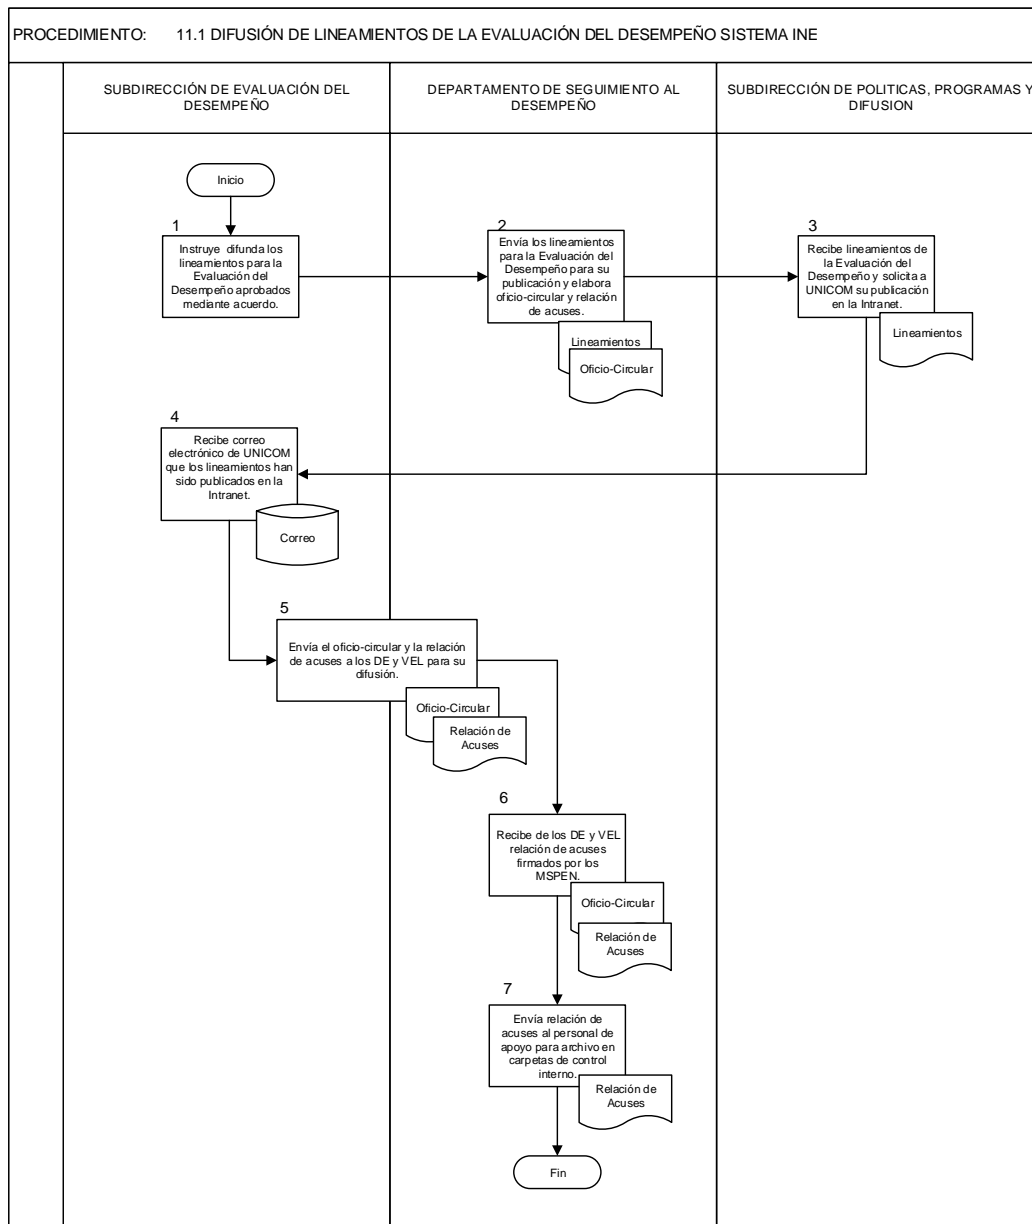 PROCEDIMIENTO: 11.1 DIFUSIÓN DE LINEAMIENTOS DE LA EVALUACIÓN DEL DESEMPEÑO SISTEMA INE
SUBDIRECCIÓN DE EVALUACIÓN DEL
DESEMPEÑO
DEPARTAMENTO DE SEGUIMIENTO AL
DESEMPEÑO
SUBDIRECCIÓN DE POLITICAS, PROGRAMAS Y
DIFUSION
Inicio
1
Instruye difunda los
lineamientos para la
Evaluación del
Desempeño aprobados
mediante acuerdo.
2
Envía los lineamientos
para la Evaluación del
Desempeño para su
publicación y elabora
oficio-circular y relación
de acuses.
Lineamientos
Oficio-Circular
3
Recibe lineamientos de
la Evaluación del
Desempeño y solicita a
UNICOM su publicación
en la Intranet.
Lineamientos
4
Recibe correo
electrónico de UNICOM
que los lineamientos han
sido publicados en la
Intranet.
Correo
5
Envía el oficio-circular y la relación
de acuses a los DE y VEL para su
difusión.
Oficio-Circular
Relación de
Acuses
6
Recibe de los DE y VEL
relación de acuses
firmados por los
MSPEN.
Oficio-Circular
Relación de
Acuses
7
Envía relación de
acuses al personal de
apoyo para archivo en
carpetas de control
interno.
Relación de
Acuses
Fin